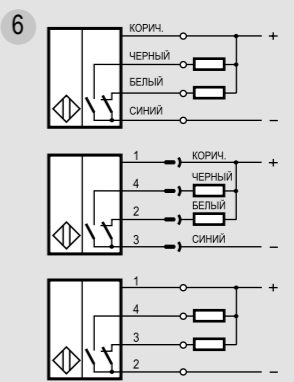 6
КОРИЧ.
+
ЧЕРНЫЙ
БЕЛЫЙ
СИНИЙ
–
1 КОРИЧ.
+
4 ЧЕРНЫЙ
2 БЕЛЫЙ
3 СИНИЙ
–
1
+
4
3
2
–